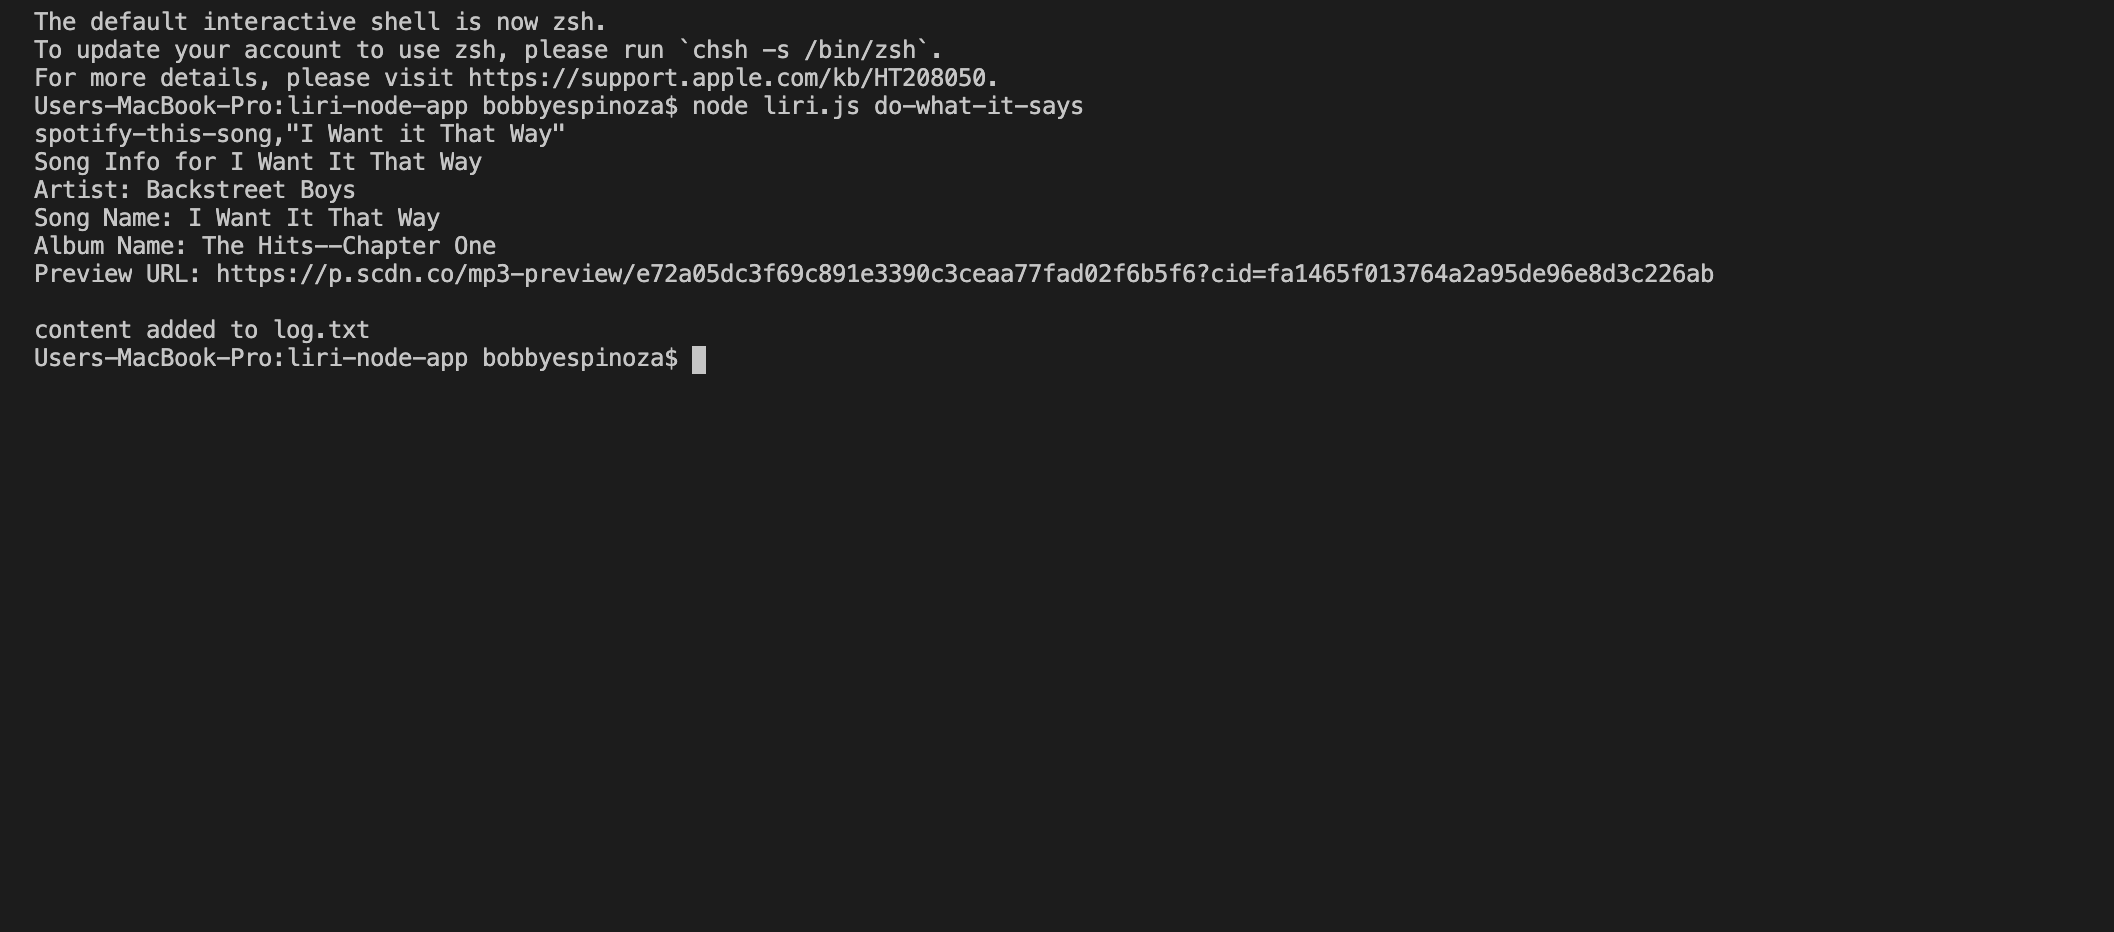 The default interactive shell is now zsh.
To update your account to use zsh, please run `chsh -s /bin/zsh`.
For more details, please visit https://support.apple.com/kb/HT208050.
Users-MacBook-Pro:liri-node-app bobbyespinoza$ node liri.js do-what-it-says
spotify-this-song,"I Want it That Way"
Song Info for I Want It That Way
Artist: Backstreet Boys
Song Name: I Want It That Way
Album Name: The Hits--Chapter One
Preview URL: https://p.scdn.co/mp3-preview/e72a05dc3f69c891e3390c3ceaa77fad02f6b5f6?cid=fa1465f013764a2a95de96e8d3c226ab
content added to log.txt
Users-MacBook-Pro:liri-node-app bobbyespinoza$